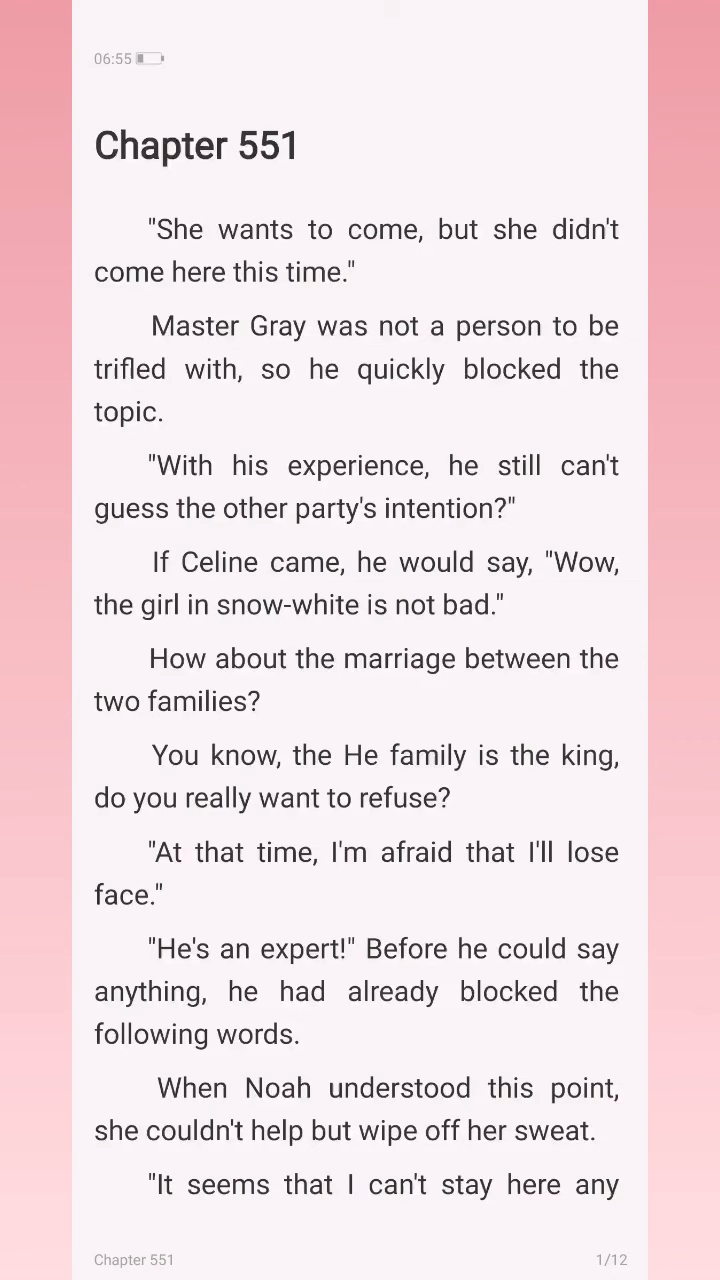 06:55
Chapter 551
"She wants to come, but she didn't
come here this time."
Master Gray was not a person to be
trifled with, so he quickly blocked the
topic.
"With his experience, he still can't
guess the other party's intention?"
If Celine came, he would say, "Wow,
the girl in snow-white is not bad."
How about the marriage between the
two families?
You know, the He family is the king,
do you really want to refuse?
"At that time, I'm afraid that I'll lose
face."
"He's an expert!" Before he could say
anything, he had already blocked the
following words.
When Noah understood this point,
she couldn't help but wipe off her sweat.
"It seems that I can't stay here any
Chapter 551
1/12